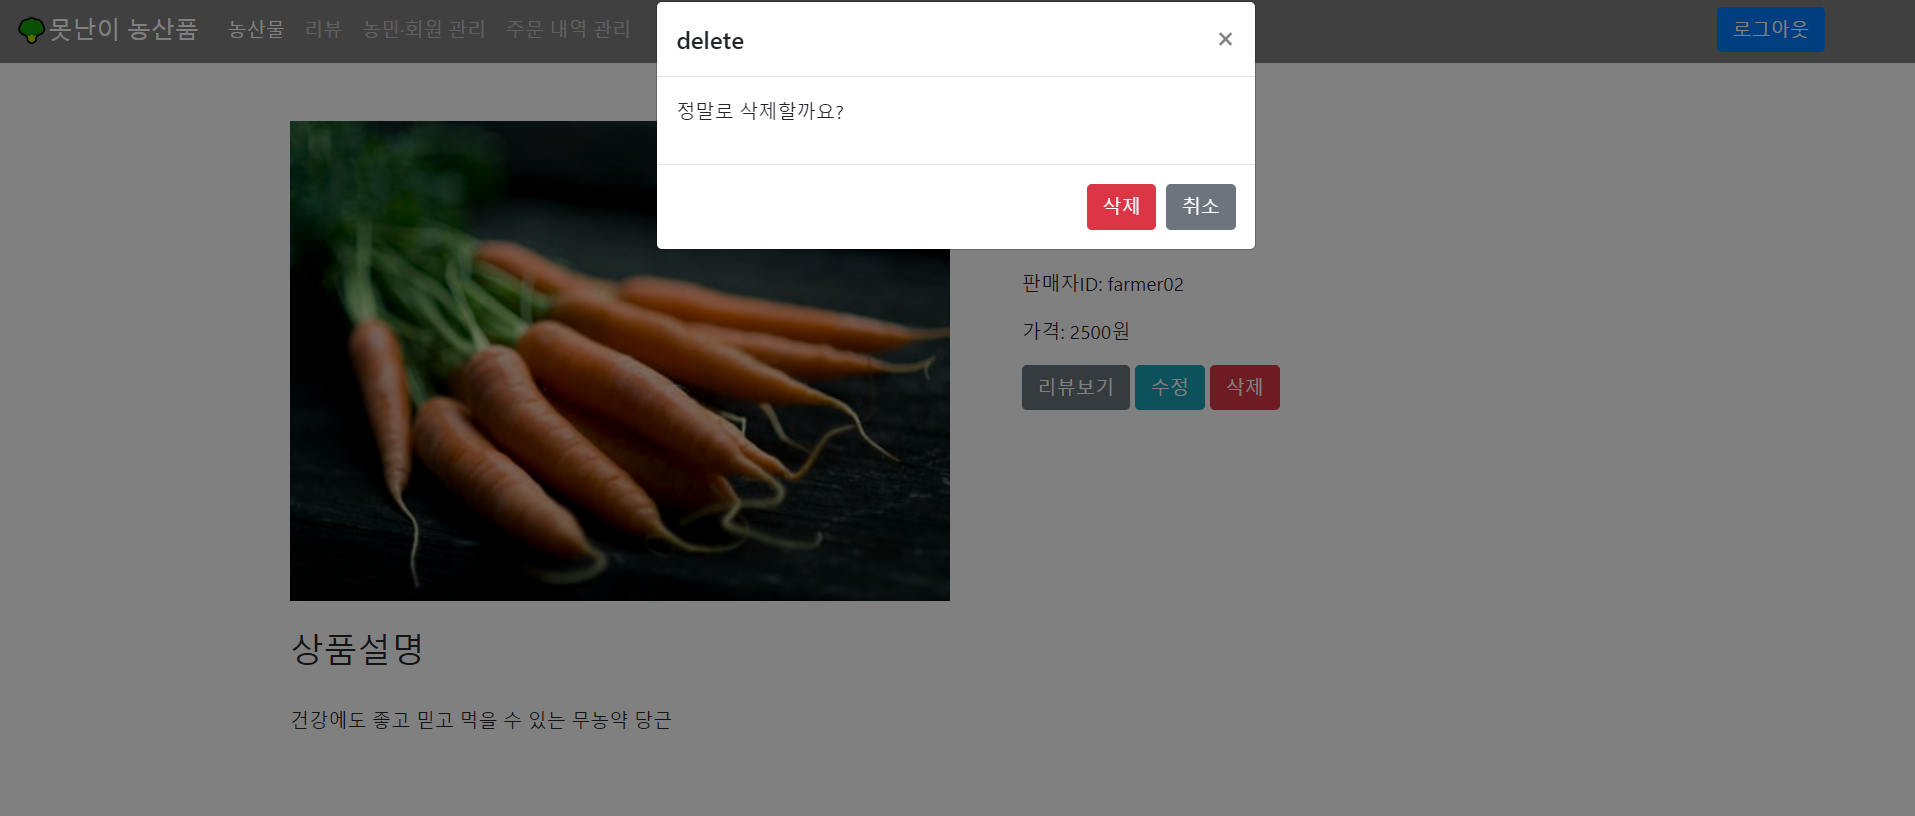 못난이 농산품 농산물 리뷰 농민·회원 관리 주문 내역 관리 로그아웃
delete ×
정말로 삭제할까요?
삭제 취소
판매자ID: farmer02
가격: 2500원
리뷰보기 수정 삭제
상품설명
건강에도 좋고 믿고 먹을 수 있는 무농약 당근